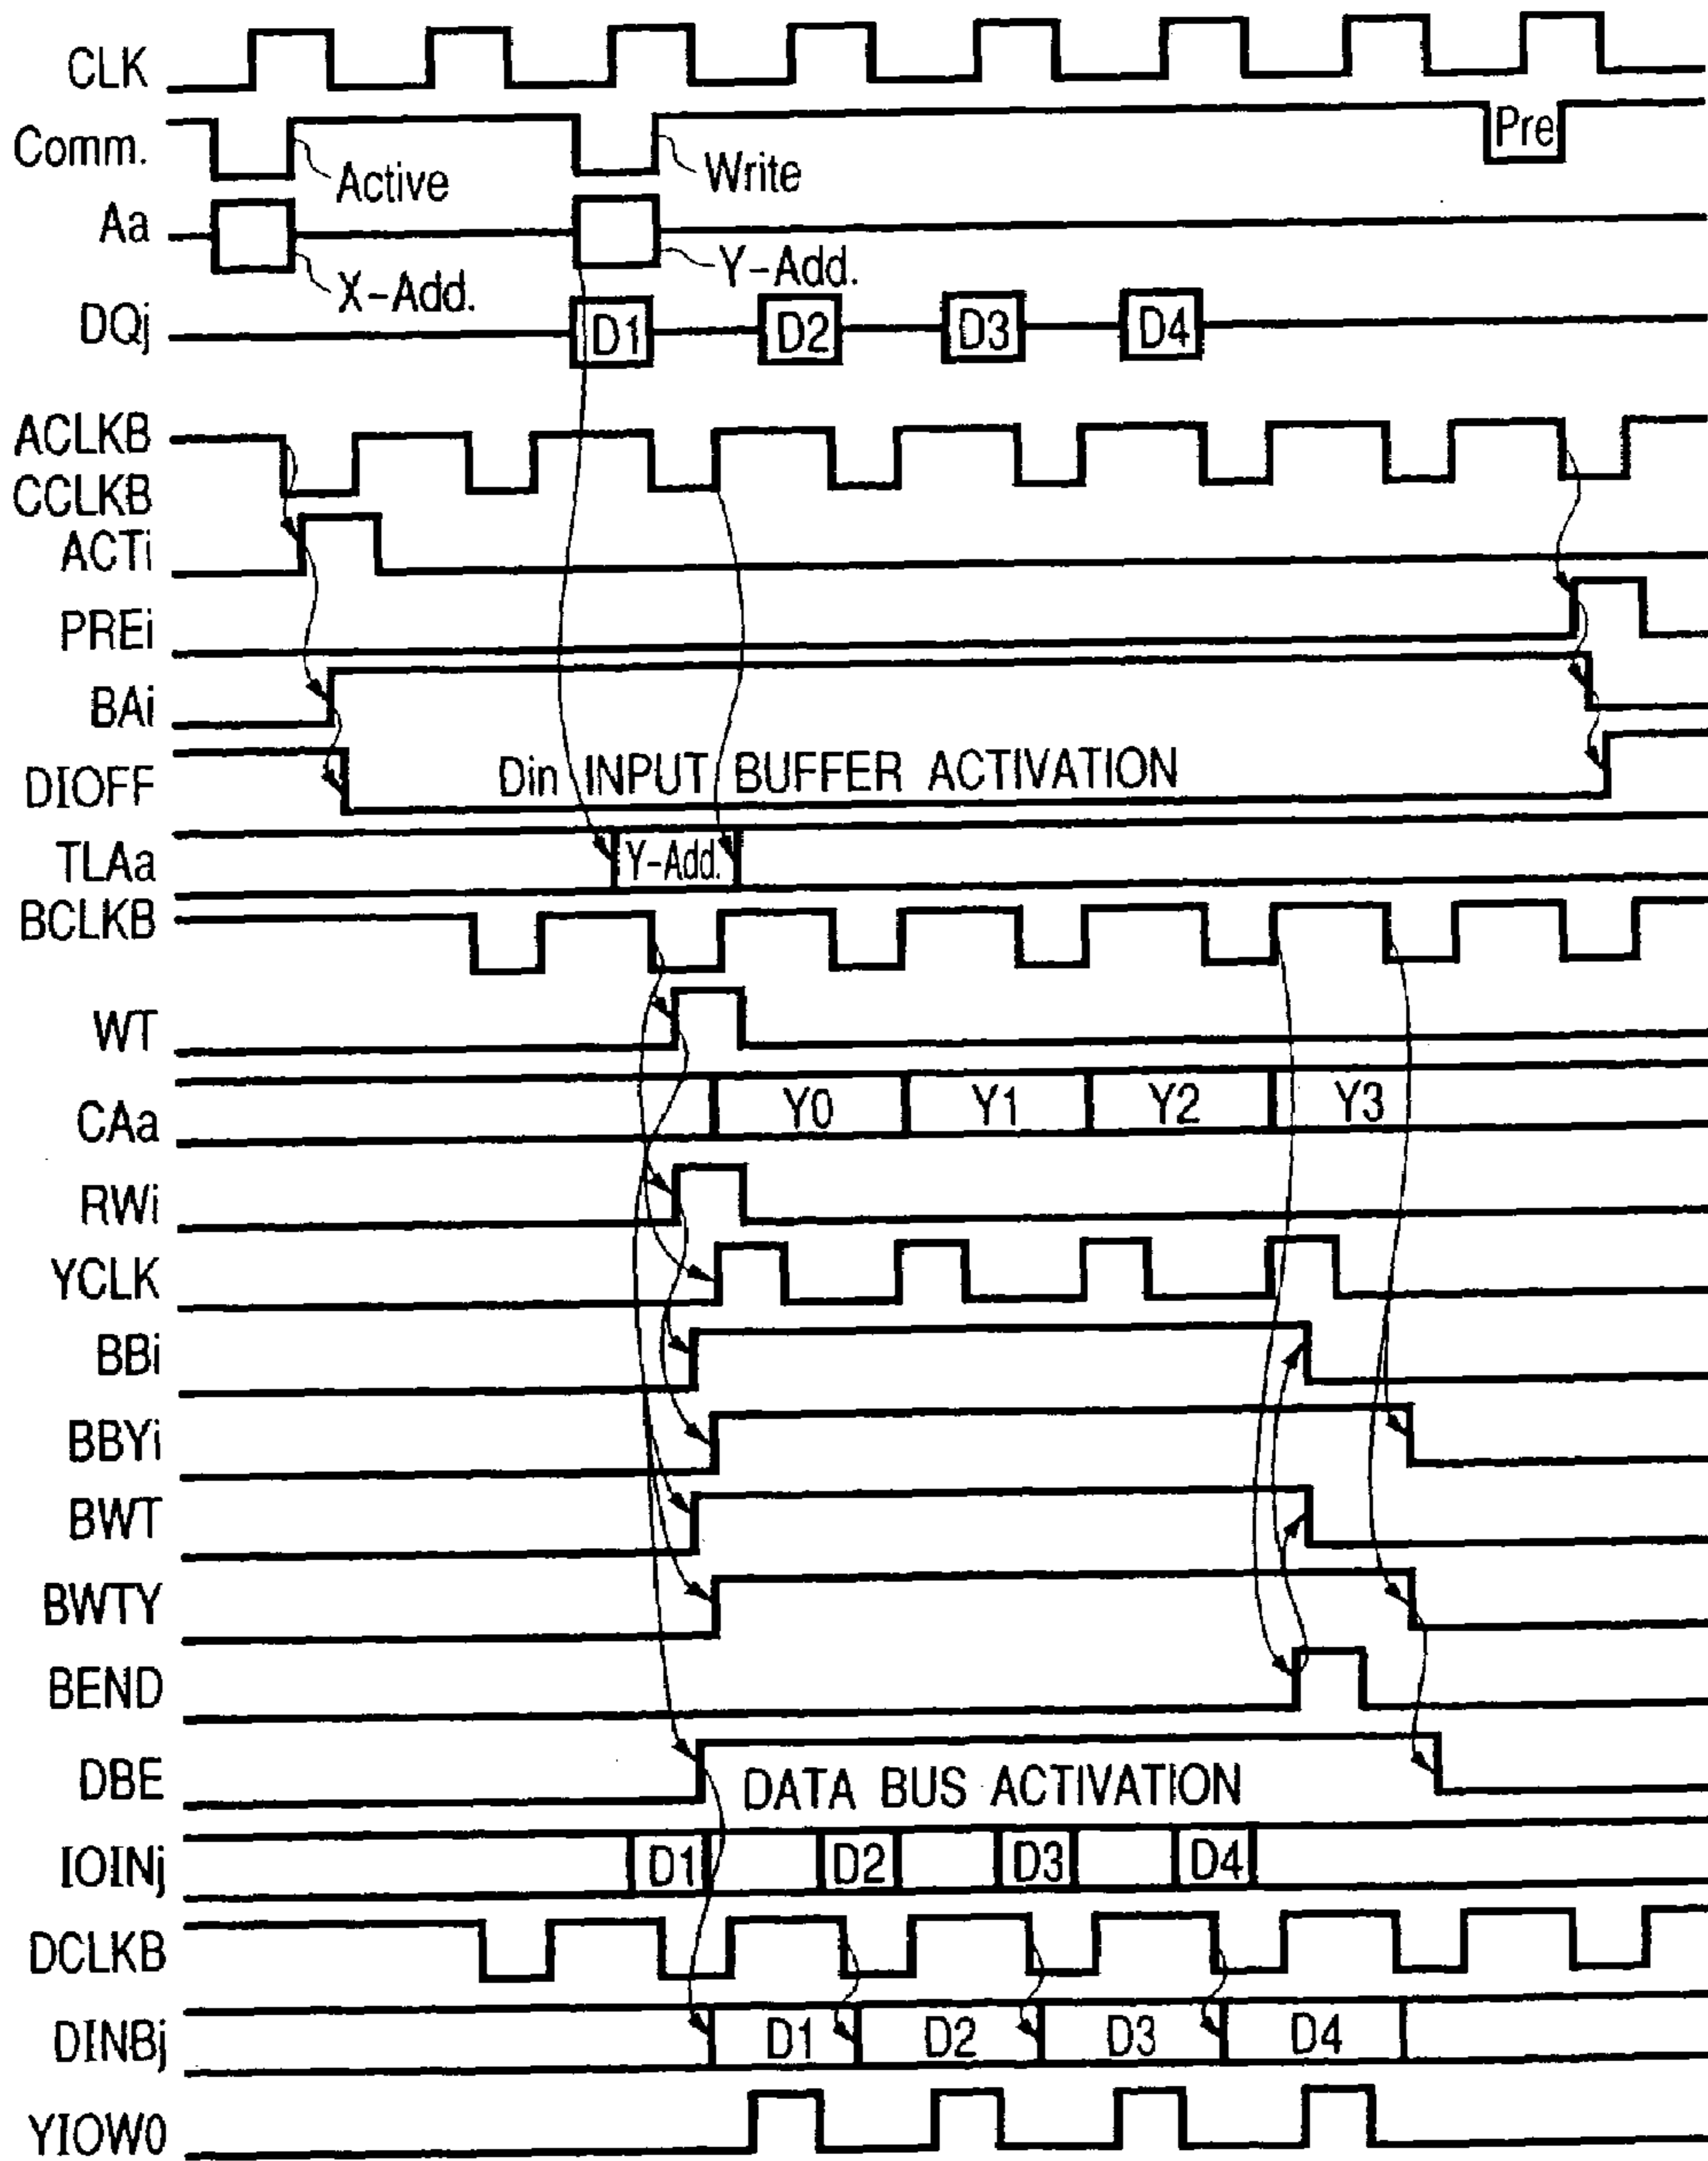 CLK
Comm.
Active
Write
Pre
Aa
X-Add.
Y-Add.
DQj
D1 D2 D3 D4
ACLKB
CCLKB
ACTi
PREi
BAi
DIOFF
Din INPUT BUFFER ACTIVATION
TLAa
Y-Add.
BCLKB
WT
CAa
Y0 Y1 Y2 Y3
RWi
YCLK
BBi
BBYi
BWT
BWTY
BEND
DBE
DATA BUS ACTIVATION
IOINj
D1 D2 D3 D4
DCLKB
DINBj
D1 D2 D3 D4
YIOW0